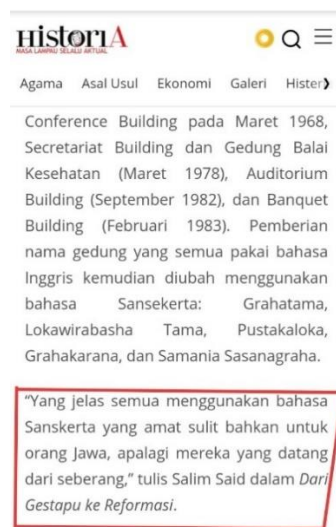 HistoriA
MASA LAMPAU SELALU AKTUAL
Agama Asal Usul Ekonomi Galeri Hister
Conference Building pada Maret 1968,
Secretariat Building dan Gedung Balai
Kesehatan (Maret 1978), Auditorium
Building (September 1982), dan Banquet
Building (Februari 1983). Pemberian
nama gedung yang semua pakai bahasa
Inggris kemudian diubah menggunakan
bahasa Sansekerta: Grahatama,
Lokawirabasha Tama, Pustakaloka,
Grahakarana, dan Samania Sasanagraha.
“Yang jelas semua menggunakan bahasa
Sanskerta yang amat sulit bahkan untuk
orang Jawa, apalagi mereka yang datang
dari seberang,” tulis Salim Said dalam Dari
Gestapu ke Reformasi.